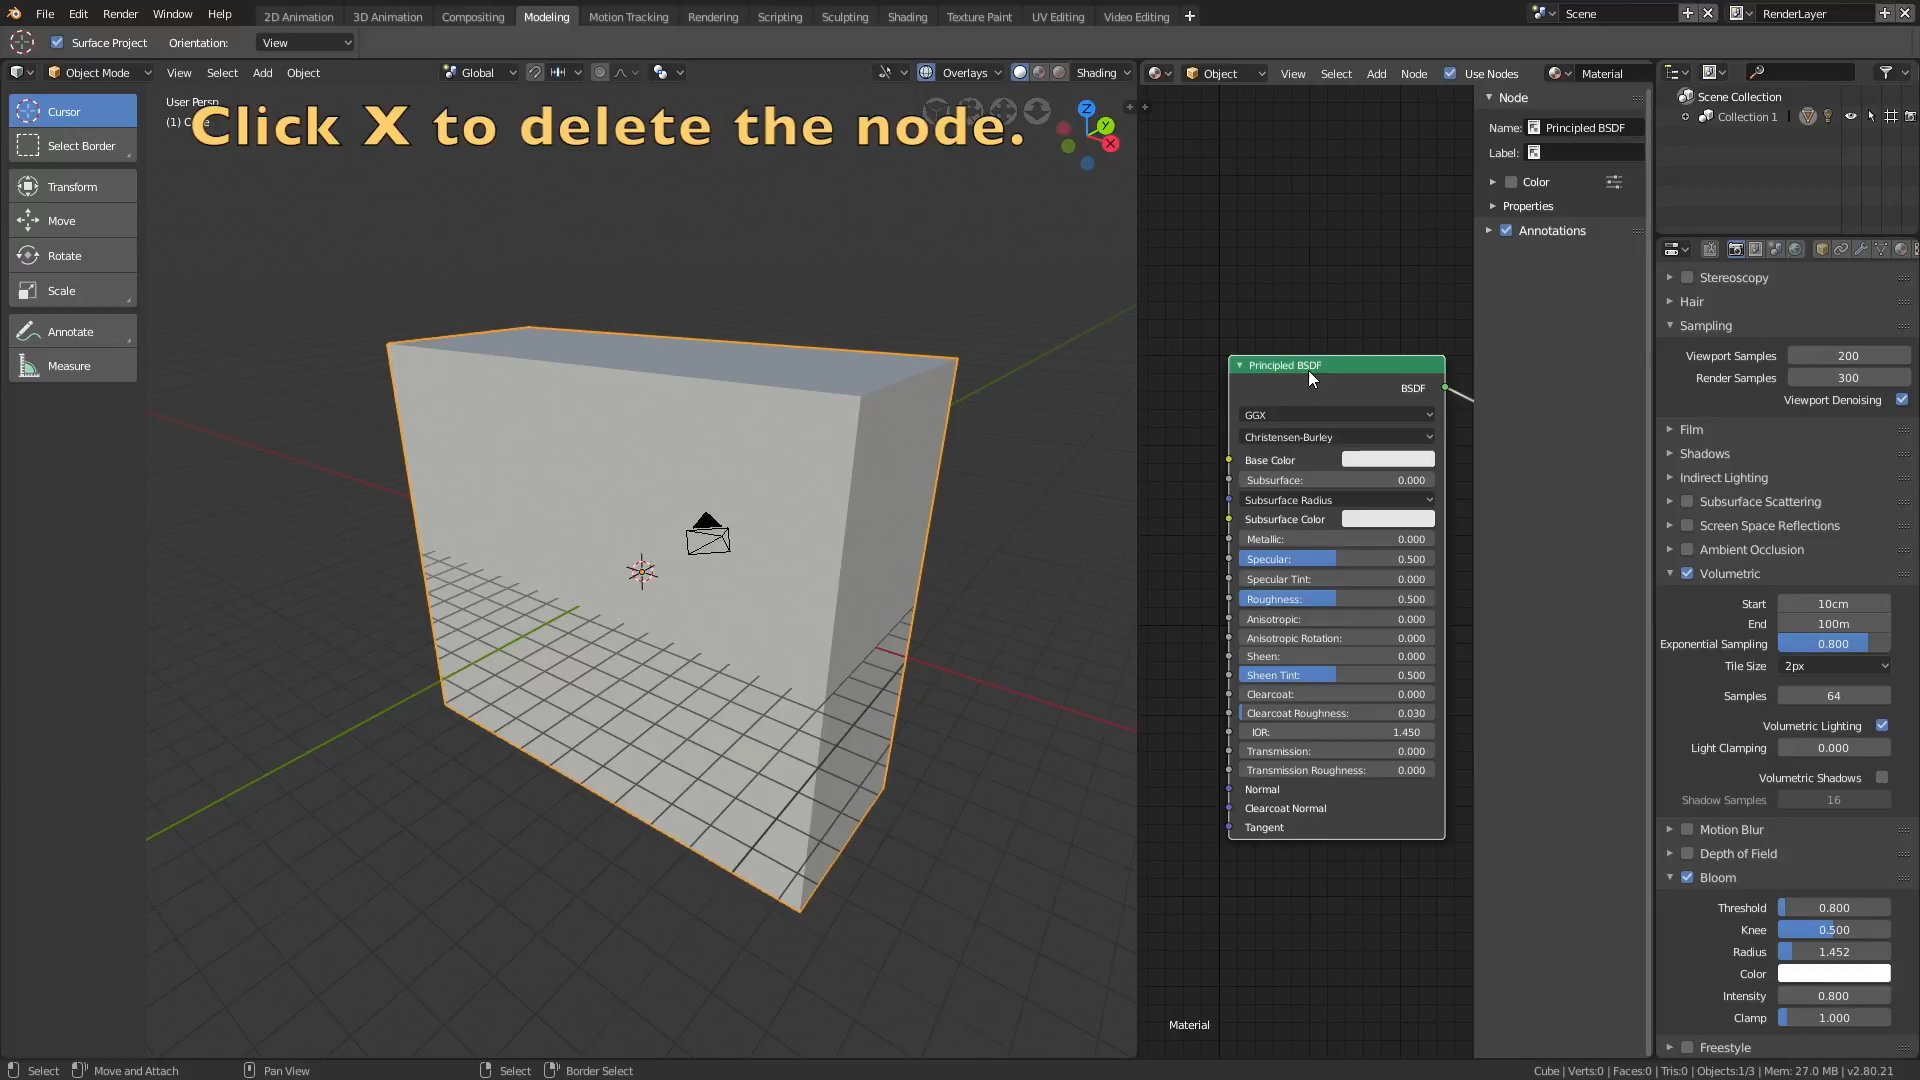 File Edit Render Window Help 2D Animation 3D Animation Compositing Modeling Motion Tracking Rendering Scripting Sculpting Shading Texture Paint UV Editing Video Editing Scene RenderLayer
Surface Project Orientation: View
Object Mode View Select Add Object Global Overlays Shading Object View Select Add Node Use Nodes Material
Cursor
Select Border
Transform
Move
Rotate
Scale
Annotate
Measure
User Persp
Click X to delete the node.
Principled BSDF
BSDF
GGX
Christensen-Burley
Base Color
Subsurface: 0.000
Subsurface Radius
Subsurface Color
Metallic: 0.000
Specular: 0.500
Specular Tint: 0.000
Roughness: 0.500
Anisotropic: 0.000
Anisotropic Rotation: 0.000
Sheen: 0.000
Sheen Tint: 0.500
Clearcoat: 0.000
Clearcoat Roughness: 0.030
IOR: 1.450
Transmission: 0.000
Transmission Roughness: 0.000
Normal
Clearcoat Normal
Tangent
Material
Node
Name: Principled BSDF
Label:
Color
Properties
Annotations
Scene Collection
Collection 1
Stereoscopy
Hair
Sampling
Viewport Samples 200
Render Samples 300
Viewport Denoising
Film
Shadows
Indirect Lighting
Subsurface Scattering
Screen Space Reflections
Ambient Occlusion
Volumetric
Start 10cm
End 100m
Exponential Sampling 0.800
Tile Size 2px
Samples 64
Volumetric Lighting
Light Clamping 0.000
Volumetric Shadows
Shadow Samples 16
Motion Blur
Depth of Field
Bloom
Threshold 0.800
Knee 0.500
Radius 1.452
Color
Intensity 0.800
Clamp 1.000
Freestyle
Select Move and Attach Pan View Select Border Select Cube | Verts:0 | Faces:0 | Tris:0 | Objects:1/3 | Mem: 27.0 MB | v2.80.21